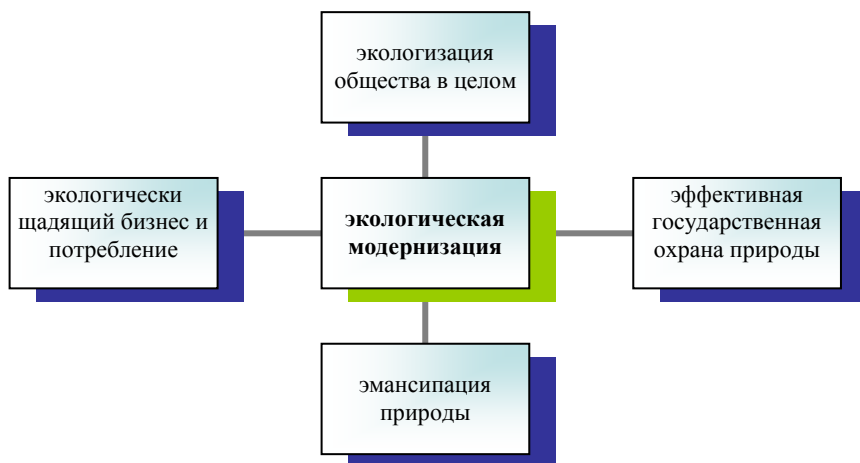 экологизация
общества в целом
экологически
щадящий бизнес и
потребление
экологическая
модернизация
эффективная
государственная
охрана природы
эмансипация
природы